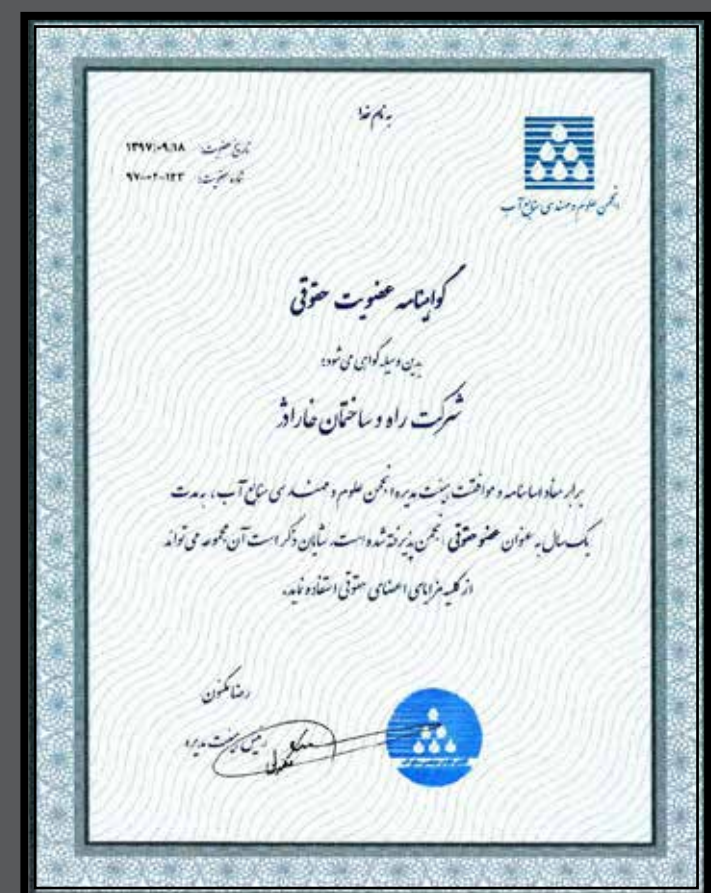 به نام خدا
تاریخ عضویت: ۱۳۹۷/۰۹/۱۸
شماره عضویت: ۹۷-۰۲-۱۲۳
انجمن علوم و مهندسی منابع آب
گواهینامه عضویت حقوقی
بدین وسیله گواهی می شود؛
شرکت راه و ساختمان خارادژ
برابر مفاد اساسنامه و موافقت هیئت مدیره انجمن علوم و مهندسی منابع آب، به مدت
یک سال به عنوان عضو حقوقی انجمن پذیرفته شده است. شایان ذکر است آن مجموعه می تواند
از کلیه مزایای اعضای حقوقی استفاده نماید.
رضا مکنون
رئیس هیئت مدیره